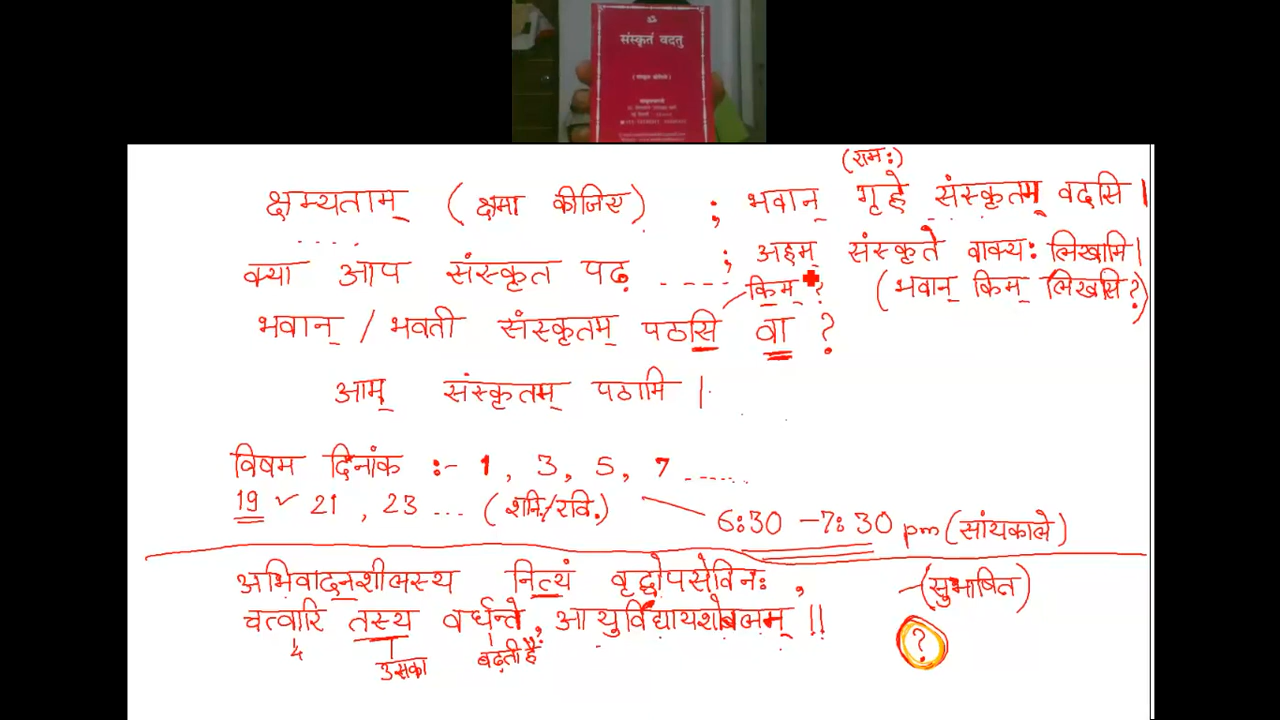 संस्कृतं वदतु
(रामः)
क्षम्यताम् (क्षमा कीजिए) ; भवान् गृहे संस्कृतम् वदसि।
क्या आप संस्कृत पढ़ ..... ; अहम् संस्कृते वाक्यः लिखामि।
किम् ? (भवान् किम् लिखसि?)
भवान् / भवती संस्कृतम् पठसि वा ?
आम् संस्कृतम् पठामि |
विषम दिनांक :- 1, 3, 5, 7 ......
19 ✓ 21 , 23 ... (शनि./रवि.) 6:30 -7:30 pm (सांयकाले)
अभिवादनशीलस्य नित्यं वृद्धोपसेविनः , -(सुभाषित)
चत्वारि तस्य वर्धन्ते, आयुर्विद्यायशोबलम् !!
4 उसका बढ़ती है ? ?